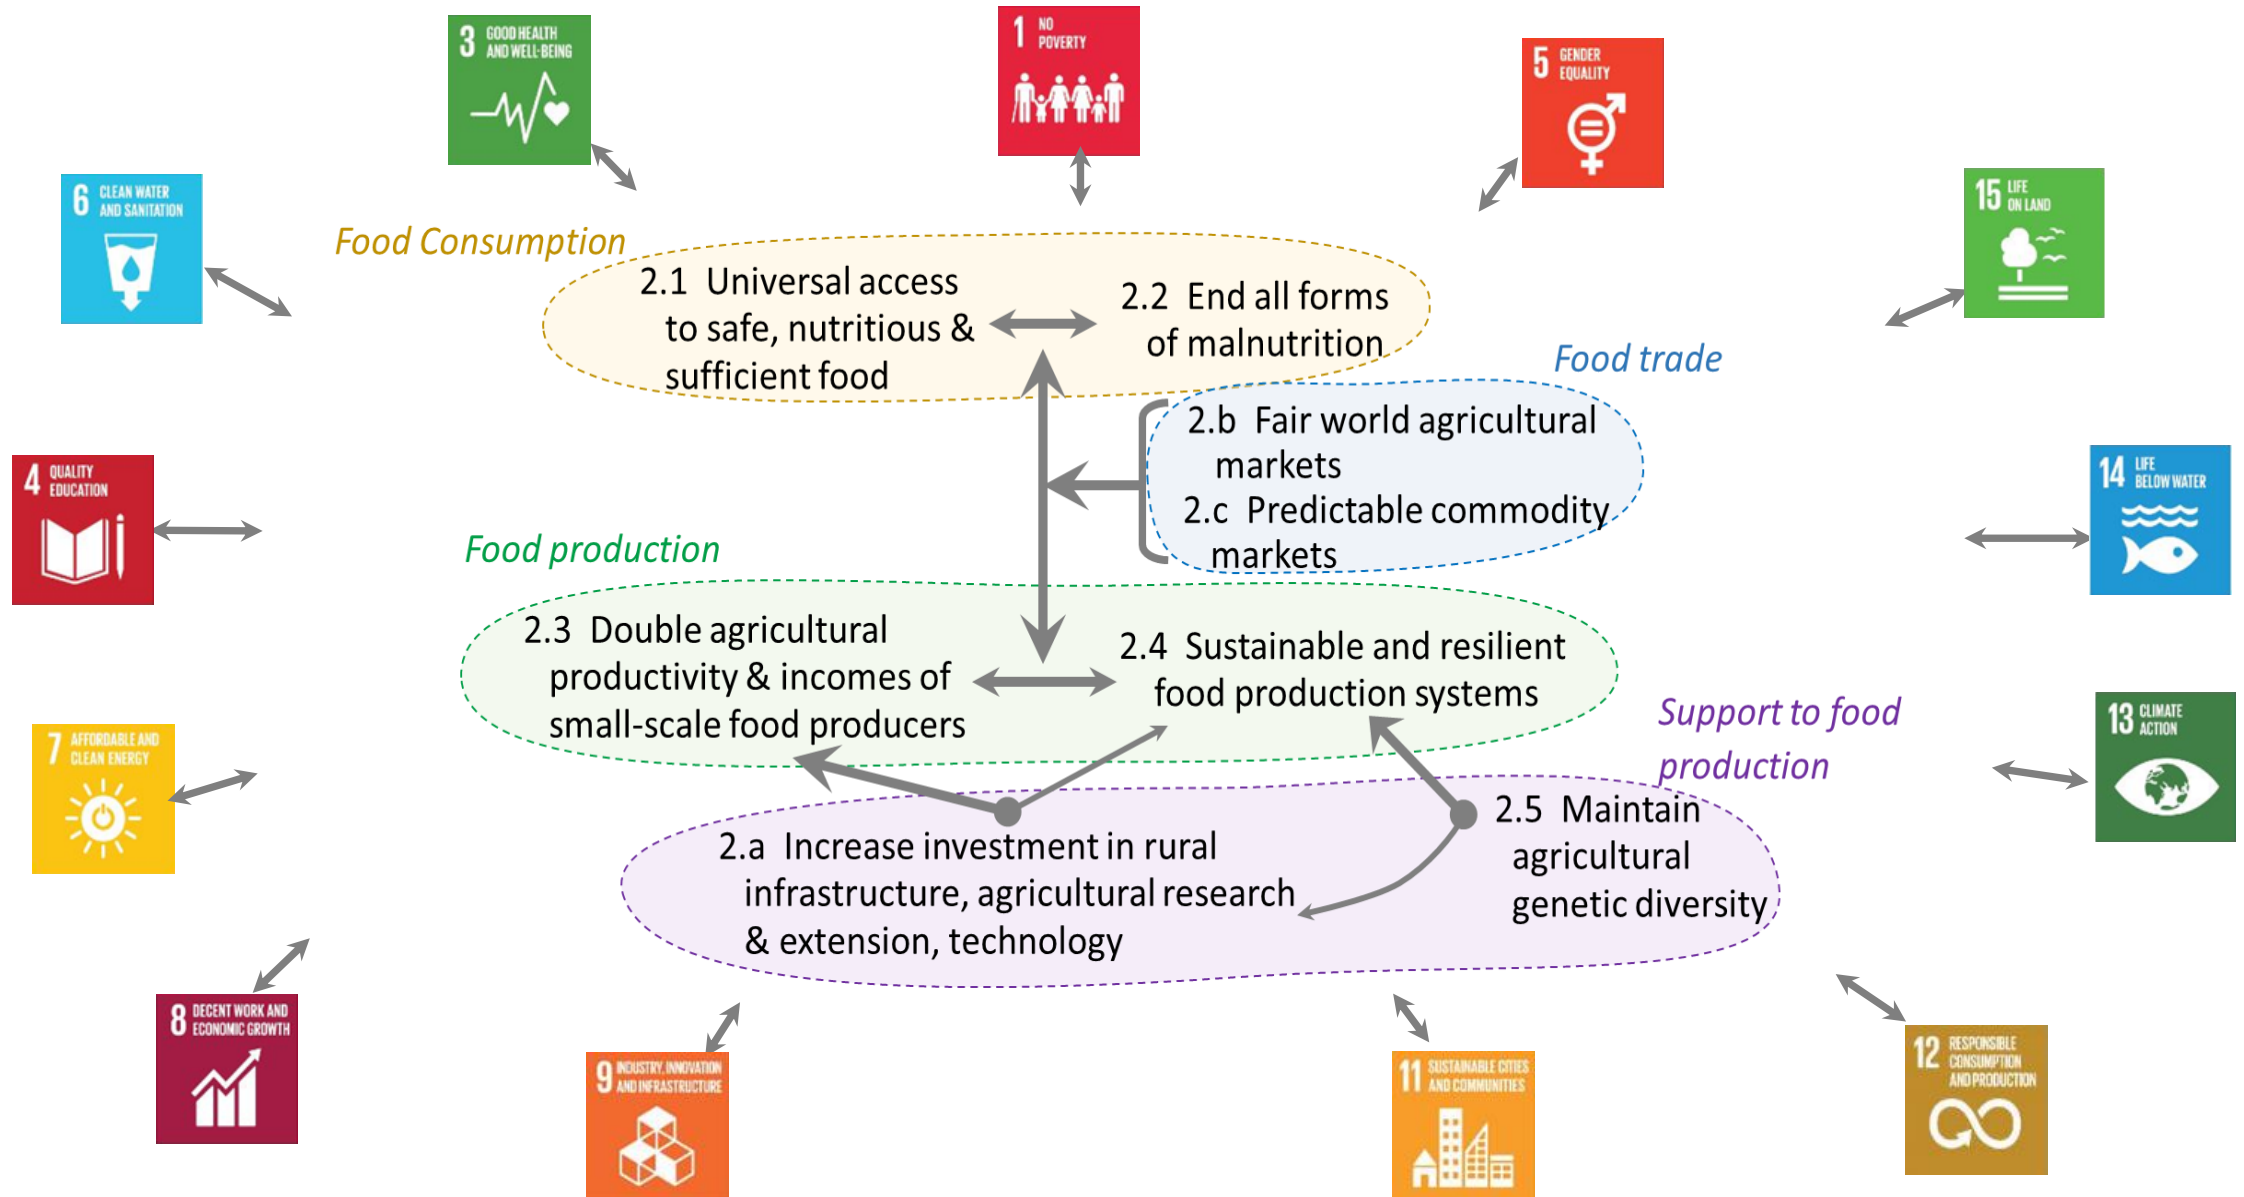 3 GOOD HEALTH
AND WELL-BEING
1 NO
POVERTY
5 GENDER
EQUALITY
6 CLEAN WATER
AND SANITATION
15 LIFE
ON LAND
Food Consumption
2.1 Universal access
to safe, nutritious &
sufficient food
2.2 End all forms
of malnutrition
Food trade
2.b Fair world agricultural
markets
2.c Predictable commodity
markets
4 QUALITY
EDUCATION
14 LIFE
BELOW WATER
Food production
2.3 Double agricultural
productivity & incomes of
small-scale food producers
2.4 Sustainable and resilient
food production systems
Support to food
production
7 AFFORDABLE AND
CLEAN ENERGY
13 CLIMATE
ACTION
2.a Increase investment in rural
infrastructure, agricultural research
& extension, technology
2.5 Maintain
agricultural
genetic diversity
8 DECENT WORK AND
ECONOMIC GROWTH
9 INDUSTRY, INNOVATION
AND INFRASTRUCTURE
11 SUSTAINABLE CITIES
AND COMMUNITIES
12 RESPONSIBLE
CONSUMPTION
AND PRODUCTION